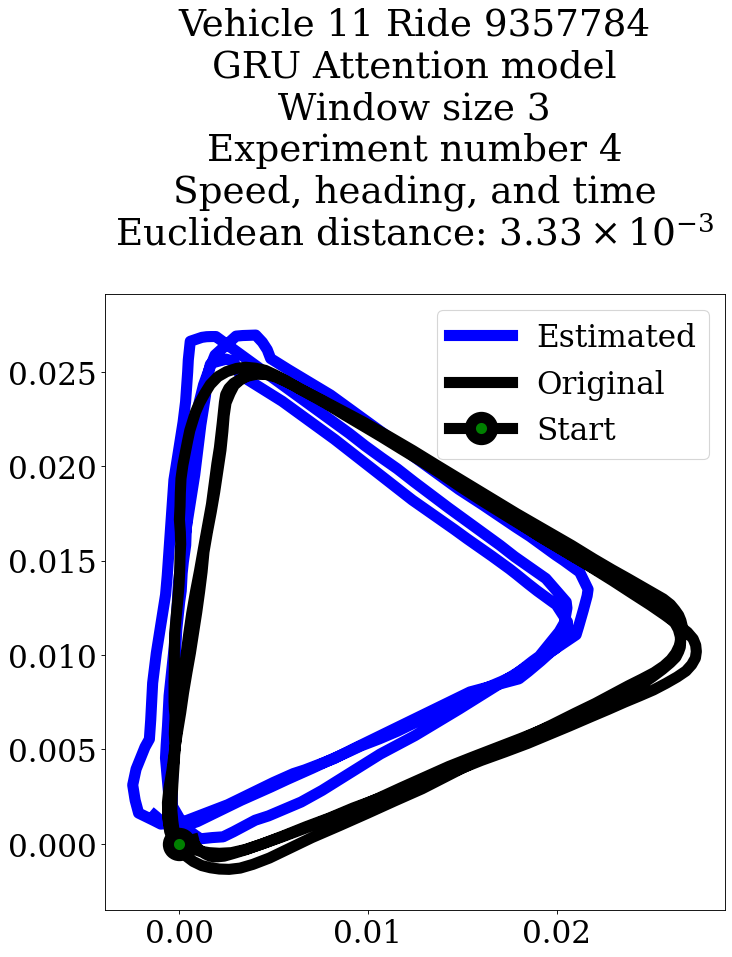 Vehicle 11 Ride 9357784
GRU Attention model
Window size 3
Experiment number 4
Speed, heading, and time
Euclidean distance: 3.33 × 10⁻³
Estimated
Original
Start
0.025
0.020
0.015
0.010
0.005
0.000
0.00 0.01 0.02